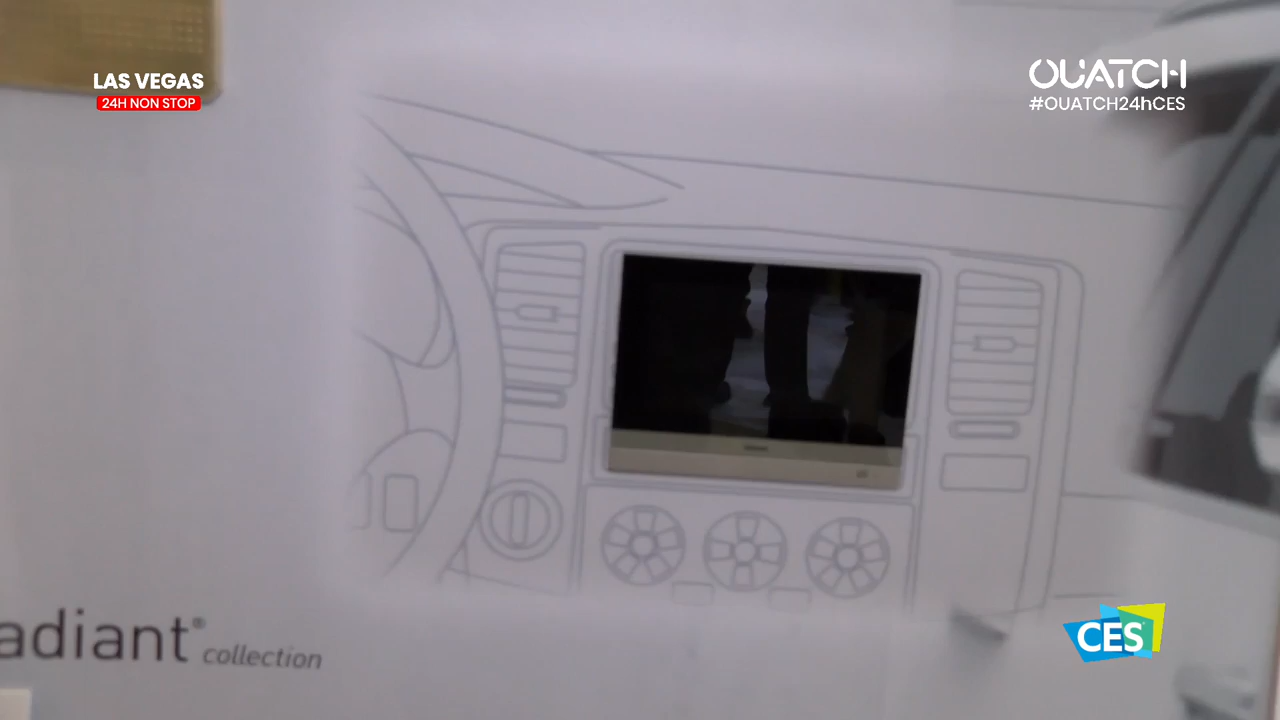 LAS VEGAS
24H NON STOP
OUATCH
#OUATCH24hCES
adiant®
collection
CES